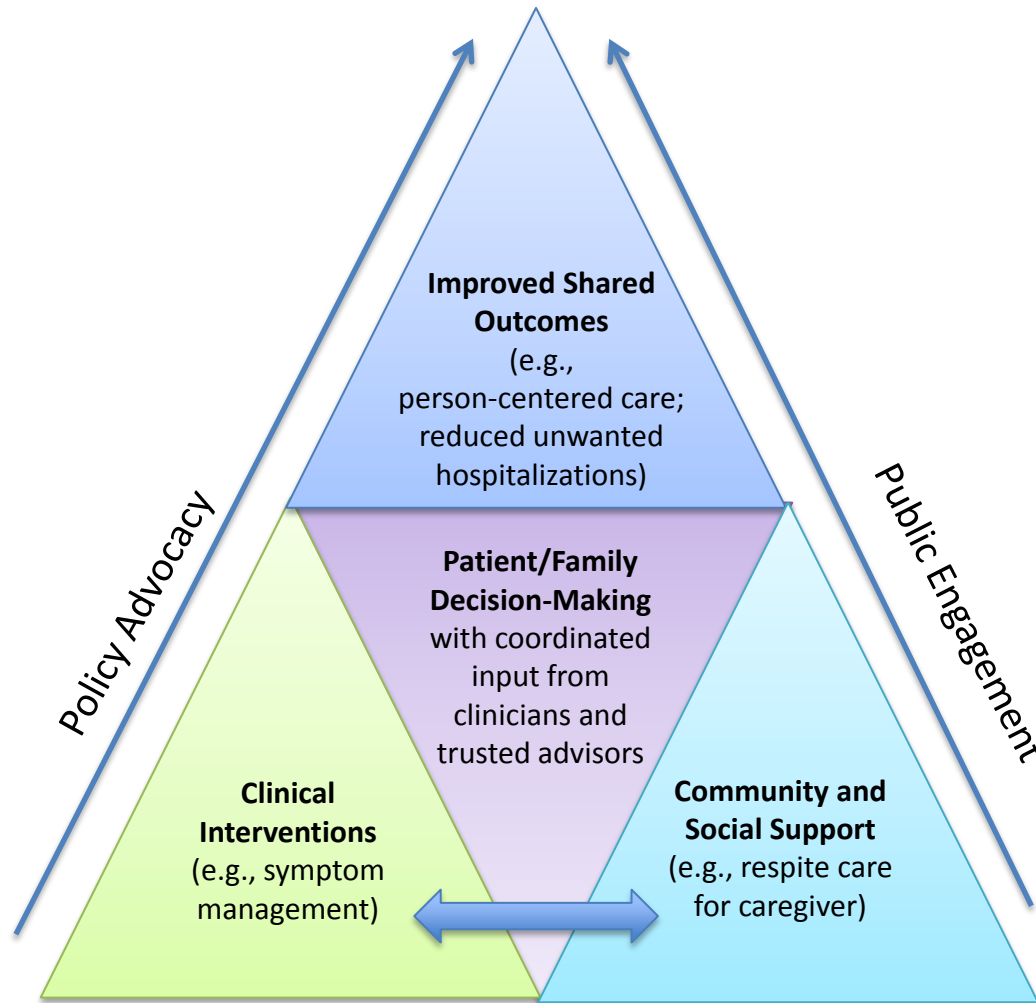 Improved Shared
Outcomes
(e.g.,
person-centered care;
reduced unwanted
hospitalizations)
Policy Advocacy
Public Engagement
Patient/Family
Decision-Making
with coordinated
input from
clinicians and
trusted advisors
Clinical
Interventions
(e.g., symptom
management)
Community and
Social Support
(e.g., respite care
for caregiver)